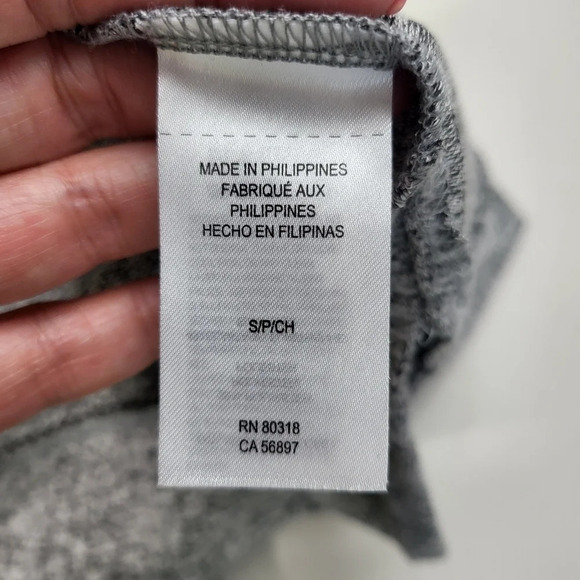 MADE IN PHILIPPINES
FABRIQUÉ AUX
PHILIPPINES
HECHO EN FILIPINAS
S/P/CH
RN 80318
CA 56897